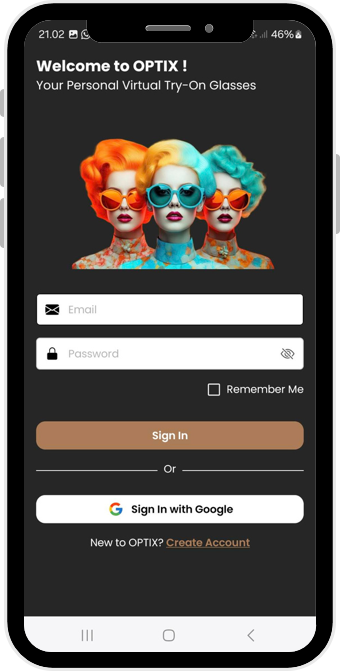 21.02 46%
Welcome to OPTIX !
Your Personal Virtual Try-On Glasses
Email
Password
Remember Me
Sign In
Or
Sign In with Google
New to OPTIX? Create Account